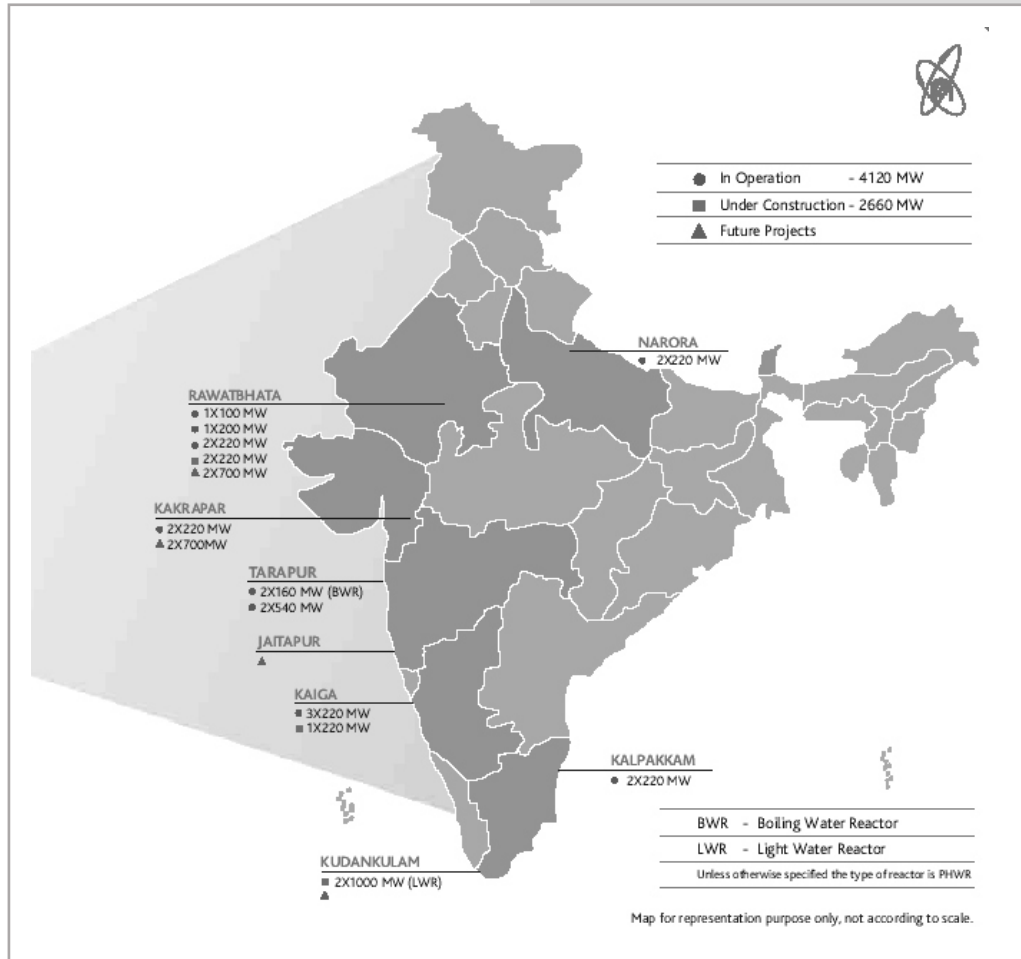 In Operation - 4120 MW
Under Construction - 2660 MW
Future Projects
NARORA
2X220 MW
RAWATBHATA
1X100 MW
1X200 MW
2X220 MW
2X220 MW
2X700 MW
KAKRAPAR
2X220 MW
2X700MW
TARAPUR
2X160 MW (BWR)
2X540 MW
JAITAPUR
KAIGA
3X220 MW
1X220 MW
KALPAKKAM
2X220 MW
KUDANKULAM
2X1000 MW (LWR)
BWR - Boiling Water Reactor
LWR - Light Water Reactor
Unless otherwise specified the type of reactor is PHWR
Map for representation purpose only, not according to scale.